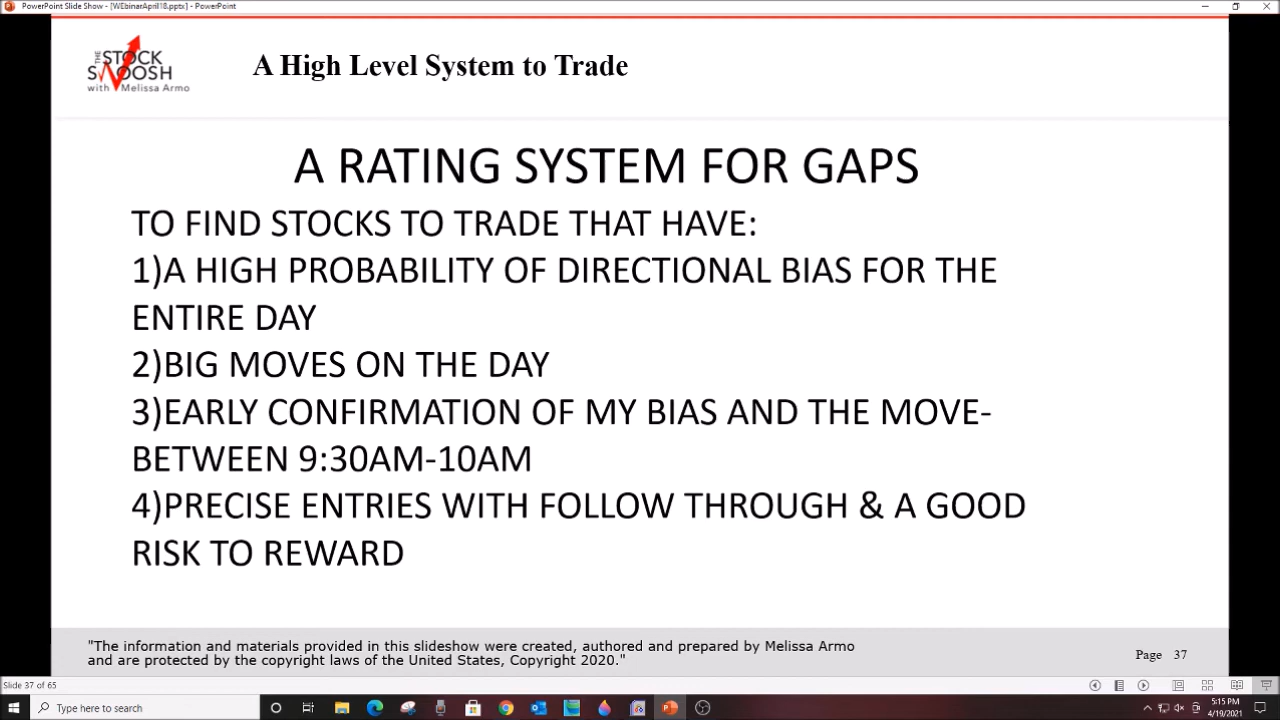 PowerPoint Slide Show - [WEbinarApril18.pptx] - PowerPoint
THE
STOCK
SWOOSH
with Melissa Armo
A High Level System to Trade
A RATING SYSTEM FOR GAPS
TO FIND STOCKS TO TRADE THAT HAVE:
1)A HIGH PROBABILITY OF DIRECTIONAL BIAS FOR THE
ENTIRE DAY
2)BIG MOVES ON THE DAY
3)EARLY CONFIRMATION OF MY BIAS AND THE MOVE-
BETWEEN 9:30AM-10AM
4)PRECISE ENTRIES WITH FOLLOW THROUGH & A GOOD
RISK TO REWARD
"The information and materials provided in this slideshow were created, authored and prepared by Melissa Armo
and are protected by the copyright laws of the United States, Copyright 2020."
Page 37
Slide 37 of 65
Type here to search
5:15 PM
4/19/2021